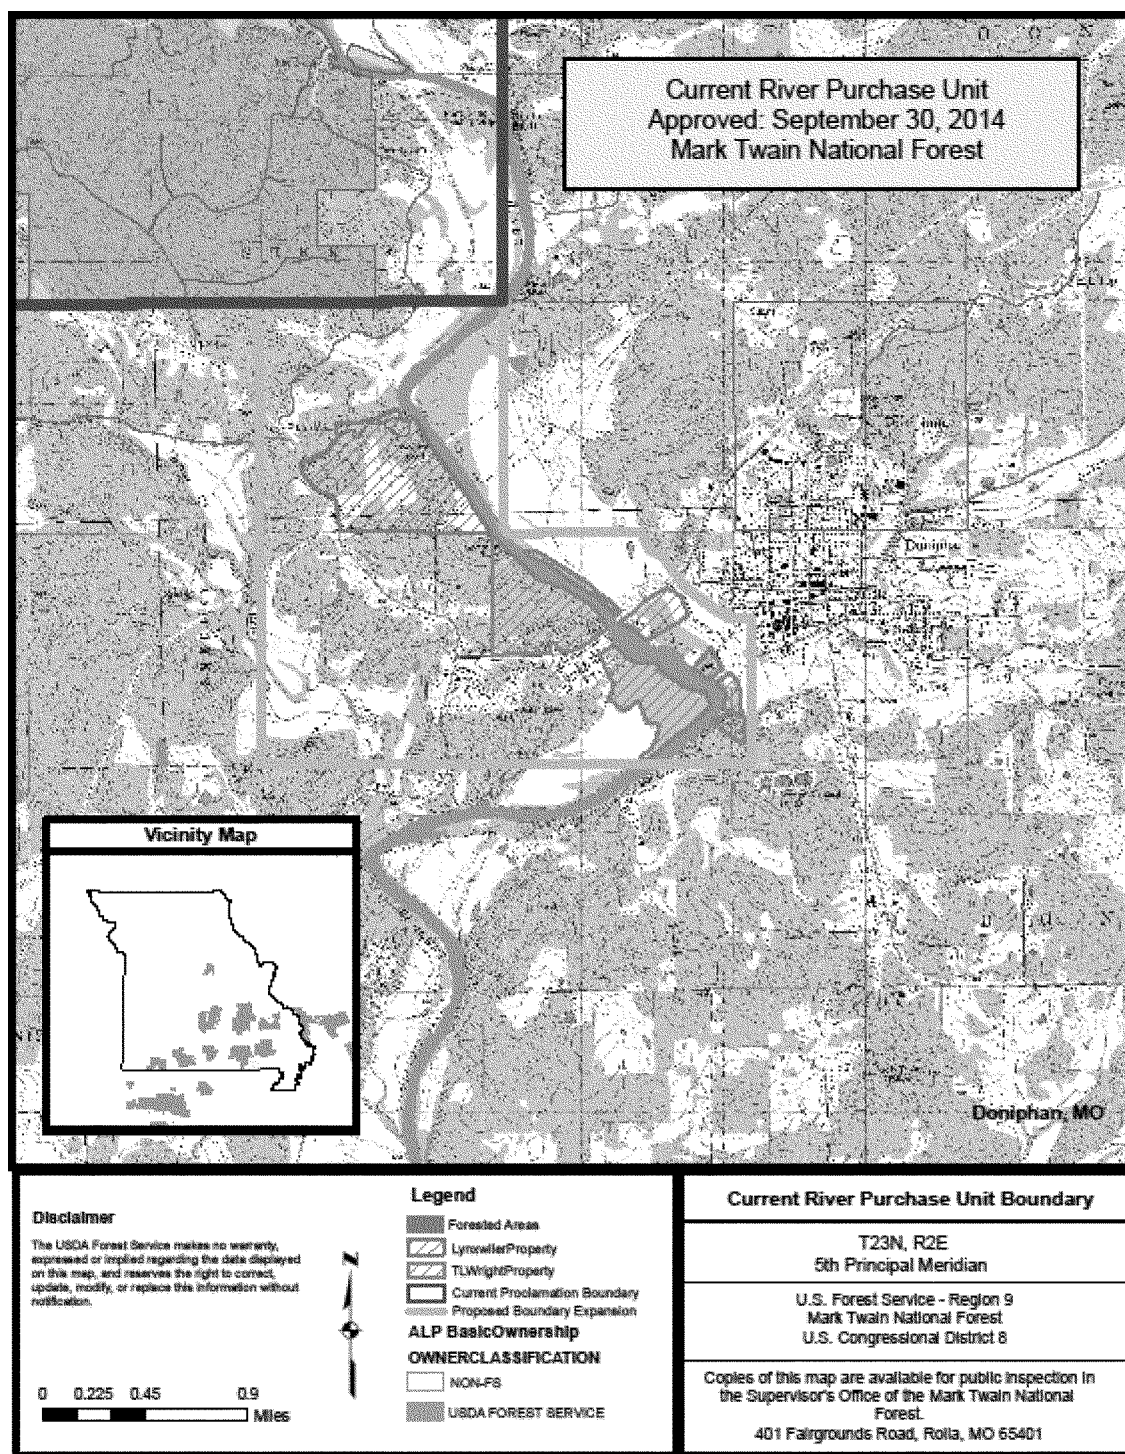 Current River Purchase Unit
Approved: September 30, 2014
Mark Twain National Forest
Vicinity Map
Doniphan, MO
Disclaimer
The USDA Forest Service makes no warranty,
expressed or implied regarding the data displayed
on this map, and reserves the right to correct,
update, modify, or replace this information without
notification.
N
0 0.225 0.45 0.9
Miles
Legend
Forested Areas
LyrowllerProperty
TLWrightProperty
Current Proclamation Boundary
Proposed Boundary Expansion
ALP BasicOwnership
OWNERCLASSIFICATION
NON-FS
USDA FOREST SERVICE
Current River Purchase Unit Boundary
T23N, R2E
5th Principal Meridian
U.S. Forest Service - Region 9
Mark Twain National Forest
U.S. Congressional District 8
Copies of this map are available for public inspection in
the Supervisor's Office of the Mark Twain National
Forest.
401 Fairgrounds Road, Rolla, MO 65401